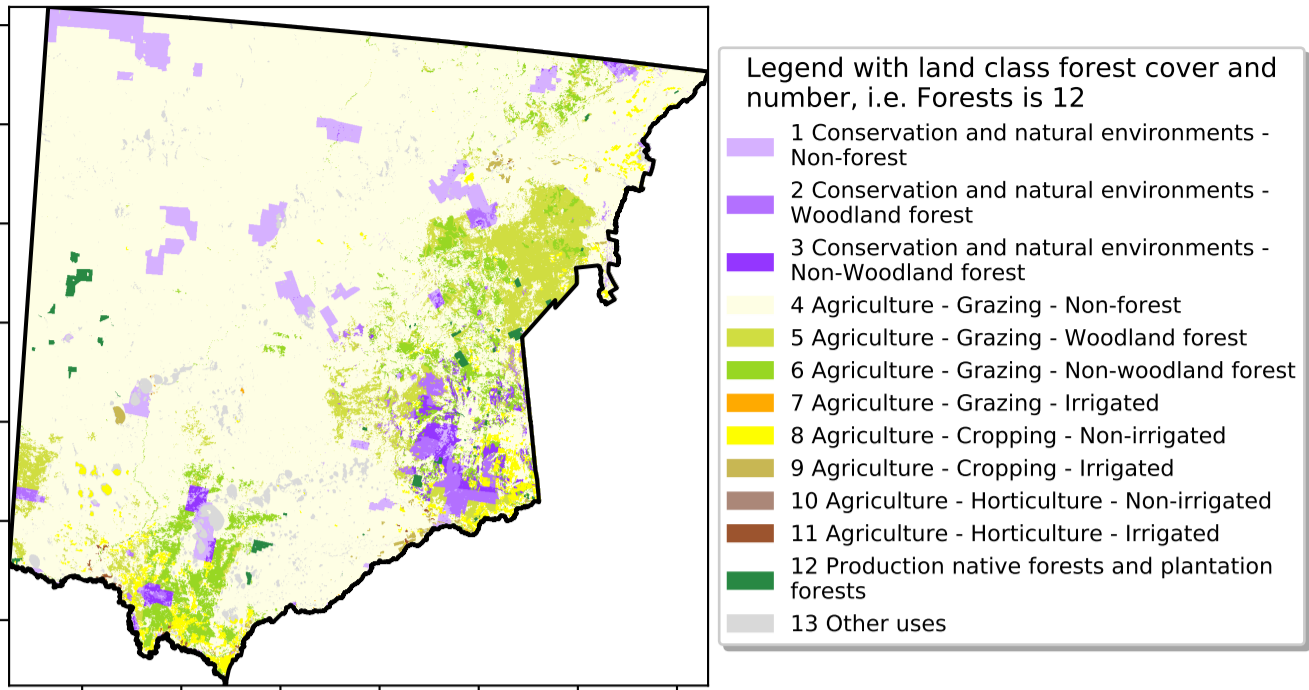 Legend with land class forest cover and
number, i.e. Forests is 12
1 Conservation and natural environments -
Non-forest
2 Conservation and natural environments -
Woodland forest
3 Conservation and natural environments -
Non-Woodland forest
4 Agriculture - Grazing - Non-forest
5 Agriculture - Grazing - Woodland forest
6 Agriculture - Grazing - Non-woodland forest
7 Agriculture - Grazing - Irrigated
8 Agriculture - Cropping - Non-irrigated
9 Agriculture - Cropping - Irrigated
10 Agriculture - Horticulture - Non-irrigated
11 Agriculture - Horticulture - Irrigated
12 Production native forests and plantation
forests
13 Other uses